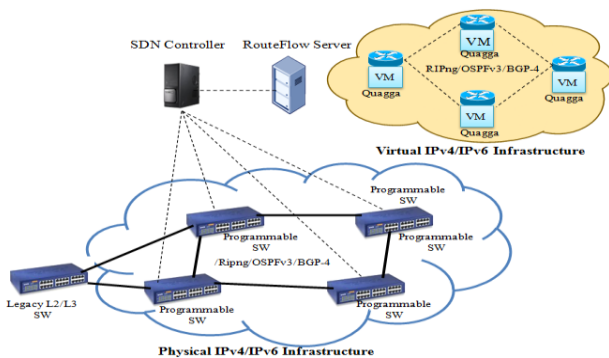 SDN Controller
RouteFlow Server
VM
Quagga
VM
Quagga
RIPng/OSPFv3/BGP-4
VM
Quagga
VM
Quagga
Virtual IPv4/IPv6 Infrastructure
Programmable
SW
Programmable
SW
Programmable
SW
/Ripng/OSPFv3/BGP-4
Legacy L2/L3
SW
Programmable
SW
Programmable
SW
Physical IPv4/IPv6 Infrastructure